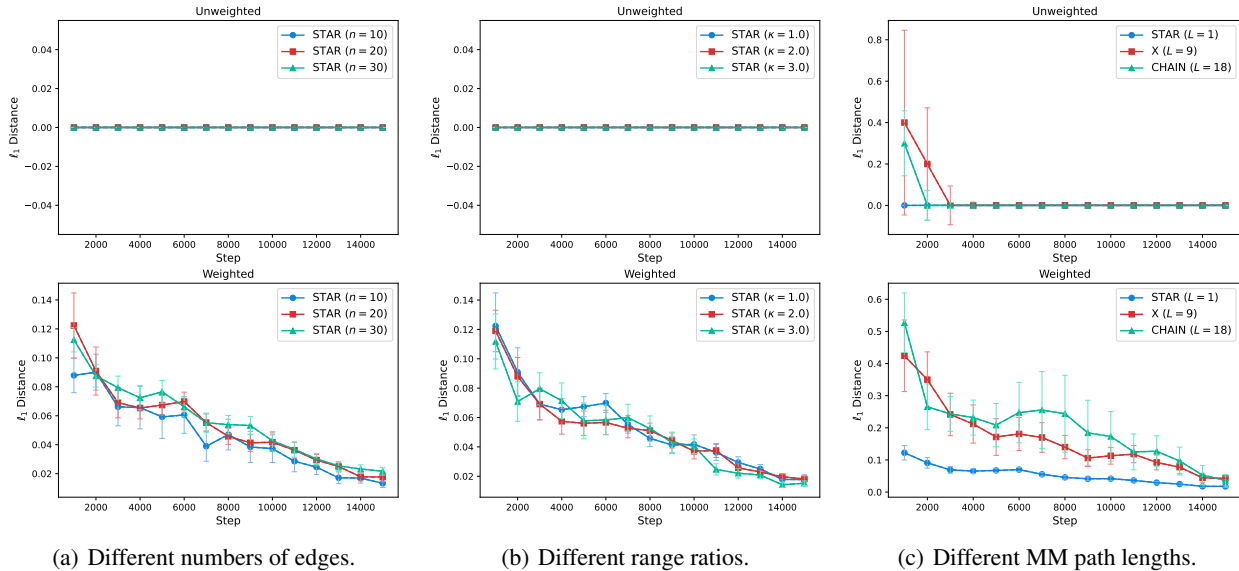 Unweighted
0.04
0.02
0.00
−0.02
−0.04
ℓ1 Distance
STAR (n = 10)
STAR (n = 20)
STAR (n = 30)
2000 4000 6000 8000 10000 12000 14000
Step
Weighted
0.14
0.12
0.10
0.08
0.06
0.04
0.02
ℓ1 Distance
STAR (n = 10)
STAR (n = 20)
STAR (n = 30)
2000 4000 6000 8000 10000 12000 14000
Step
(a) Different numbers of edges.
Unweighted
0.04
0.02
0.00
−0.02
−0.04
ℓ1 Distance
STAR (κ = 1.0)
STAR (κ = 2.0)
STAR (κ = 3.0)
2000 4000 6000 8000 10000 12000 14000
Step
Weighted
0.14
0.12
0.10
0.08
0.06
0.04
0.02
ℓ1 Distance
STAR (κ = 1.0)
STAR (κ = 2.0)
STAR (κ = 3.0)
2000 4000 6000 8000 10000 12000 14000
Step
(b) Different range ratios.
Unweighted
0.8
0.6
0.4
0.2
0.0
ℓ1 Distance
STAR (L = 1)
X (L = 9)
CHAIN (L = 18)
2000 4000 6000 8000 10000 12000 14000
Step
Weighted
0.6
0.5
0.4
0.3
0.2
0.1
0.0
ℓ1 Distance
STAR (L = 1)
X (L = 9)
CHAIN (L = 18)
2000 4000 6000 8000 10000 12000 14000
Step
(c) Different MM path lengths.